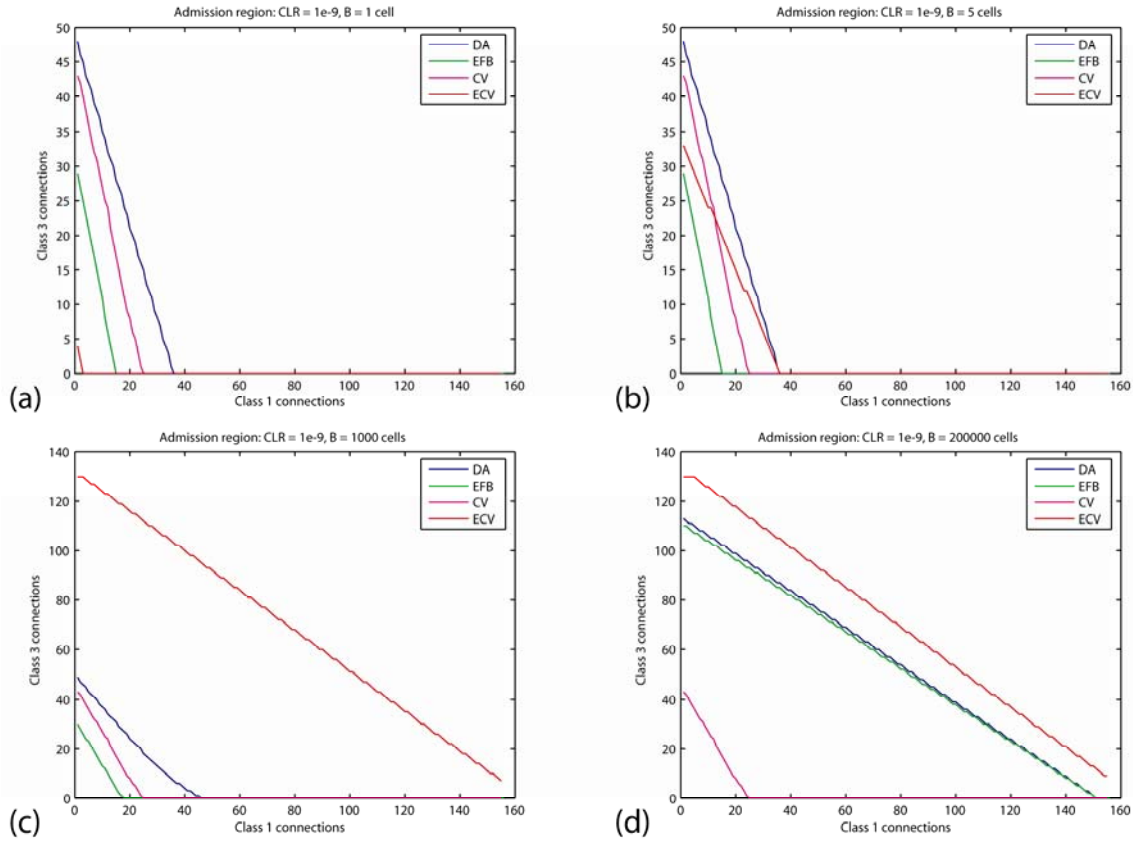 Admission region: CLR = 1e-9, B = 1 cell
50
45
40
35
30
25
20
15
10
5
0
Class 3 connections
DA
EFB
CV
ECV
0 20 40 60 80 100 120 140 160
Class 1 connections
(a)
Admission region: CLR = 1e-9, B = 5 cells
50
45
40
35
30
25
20
15
10
5
0
Class 3 connections
DA
EFB
CV
ECV
0 20 40 60 80 100 120 140 160
Class 1 connections
(b)
Admission region: CLR = 1e-9, B = 1000 cells
140
120
100
80
60
40
20
0
Class 3 connections
DA
EFB
CV
ECV
0 20 40 60 80 100 120 140 160
Class 1 connections
(c)
Admission region: CLR = 1e-9, B = 200000 cells
140
120
100
80
60
40
20
0
Class 3 connections
DA
EFB
CV
ECV
0 20 40 60 80 100 120 140 160
Class 1 connections
(d)